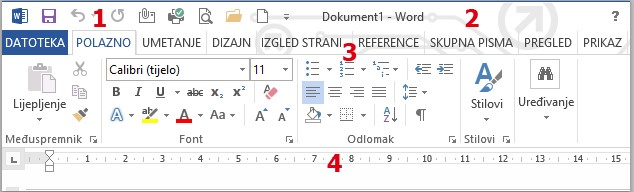 1 Dokument1 - Word 2 ?
DATOTEKA POLAZNO UMETANJE DIZAJN IZGLED STRANI 3 REFERENCE SKUPNA PISMA PREGLED PRIKAZ
Calibri (tijelo) 11
Lijepljenje B I U abc x₂ x² Stilovi Uređivanje
A aby A Aa A A
Međuspremnik Font Odlomak Stilovi
L 1 2 3 4 5 6 7 4 8 9 10 11 12 13 14 15